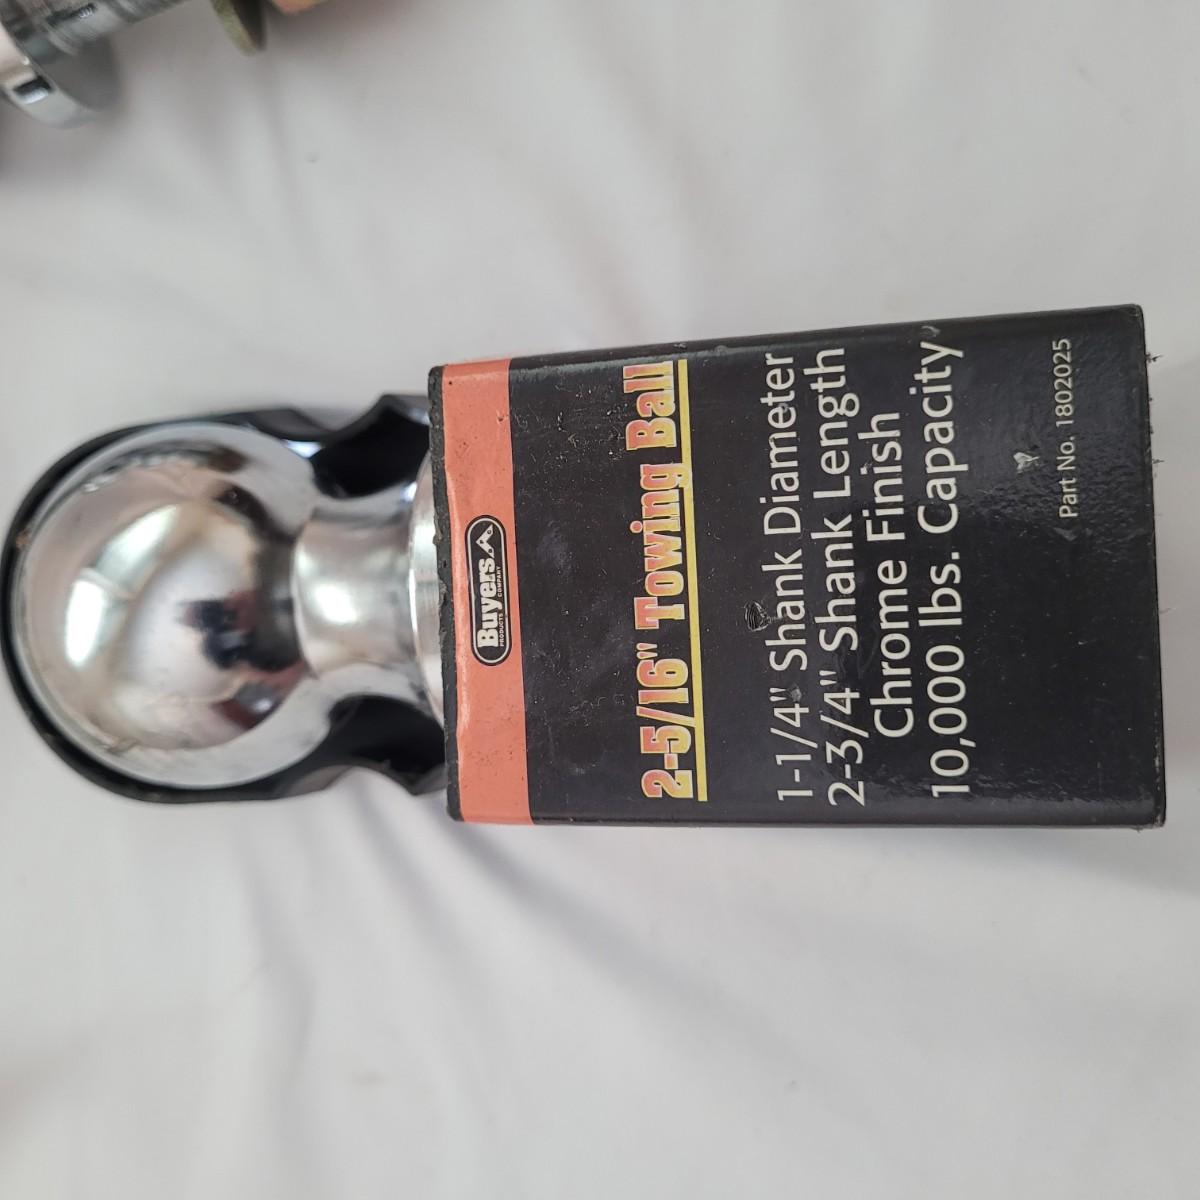 Buyers
PRODUCTS COMPANY
2-5/16" Towing Ball
1-1/4" Shank Diameter
2-3/4" Shank Length
Chrome Finish
10,000 lbs. Capacity
Part No. 1802025